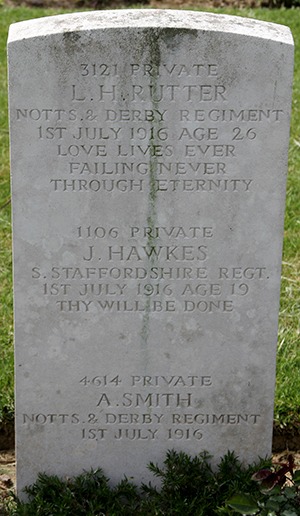 3121 PRIVATE
L. H. RUTTER
NOTTS. & DERBY REGIMENT
1ST JULY 1916 AGE 26
LOVE LIVES EVER
FAILING NEVER
THROUGH ETERNITY
1106 PRIVATE
J. HAWKES
S. STAFFORDSHIRE REGT.
1ST JULY 1916 AGE 19
THY WILL BE DONE
4614 PRIVATE
A. SMITH
NOTTS. & DERBY REGIMENT
1ST JULY 1916